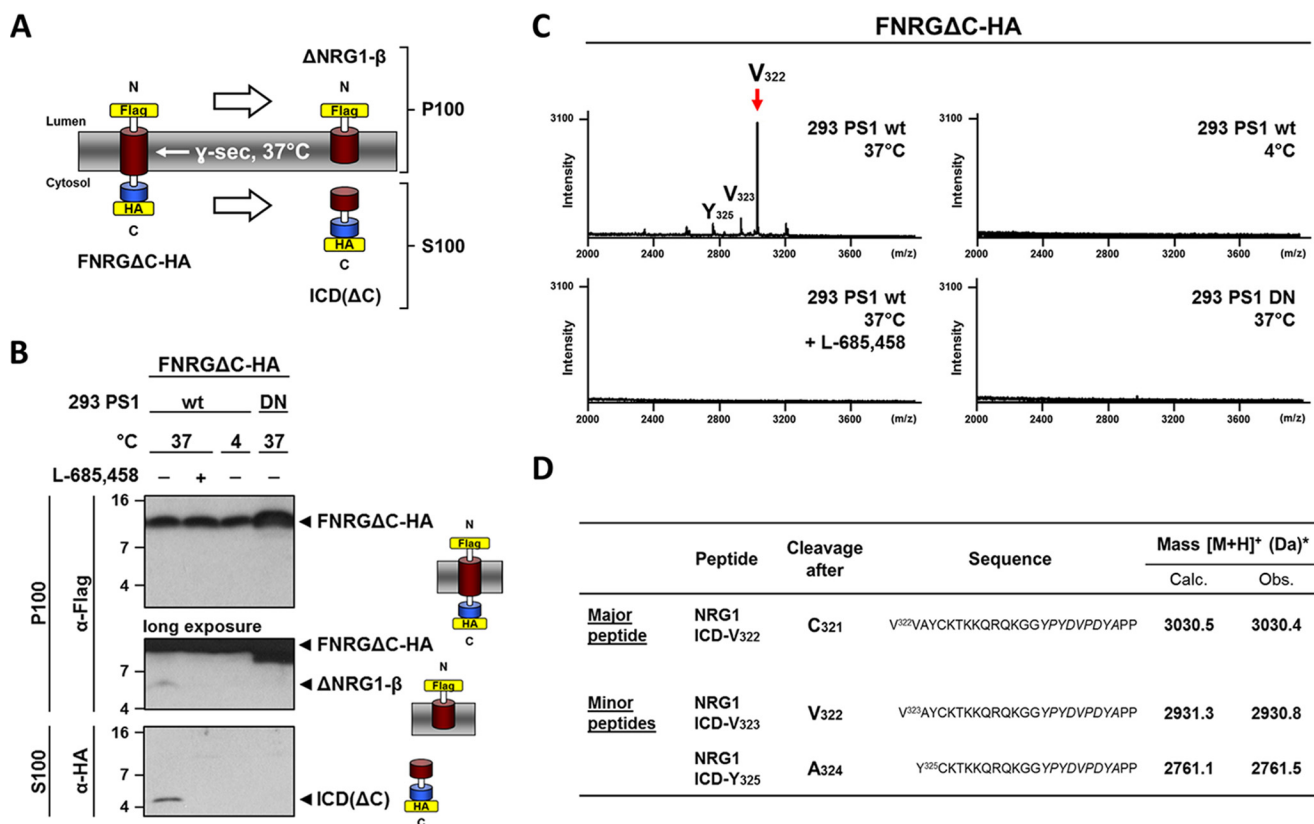 A
ΔNRG1-β
N
N
Flag
Flag
P100
Lumen
γ-sec, 37°C
Cytosol
HA
C
HA
S100
C
FNRGΔC-HA
ICD(ΔC)
B
FNRGΔC-HA
293 PS1 wt DN
°C 37 4 37
L-685,458 – + – –
P100
α-Flag
16
7
4
FNRGΔC-HA
N
Flag
HA
C
long exposure
FNRGΔC-HA
7
4
ΔNRG1-β
N
Flag
S100
α-HA
16
7
4
ICD(ΔC)
HA
C
C
FNRGΔC-HA
3100
Intensity
V322
V323
Y325
293 PS1 wt
37°C
2000 2400 2800 3200 3600 (m/z)
3100
Intensity
293 PS1 wt
4°C
2000 2400 2800 3200 3600 (m/z)
3100
Intensity
293 PS1 wt
37°C
+ L-685,458
2000 2400 2800 3200 3600 (m/z)
3100
Intensity
293 PS1 DN
37°C
2000 2400 2800 3200 3600 (m/z)
D
Peptide Cleavage after Sequence Mass [M+H]+ (Da)*
Calc. Obs.
Major peptide NRG1 ICD-V322 C321 V322VAYCKTKKQRQKGGYPYDVPDYAPP 3030.5 3030.4
Minor peptides NRG1 ICD-V323 V322 V323AYCKTKKQRQKGGYPYDVPDYAPP 2931.3 2930.8
NRG1 ICD-Y325 A324 Y325CKTKKQRQKGGYPYDVPDYAPP 2761.1 2761.5